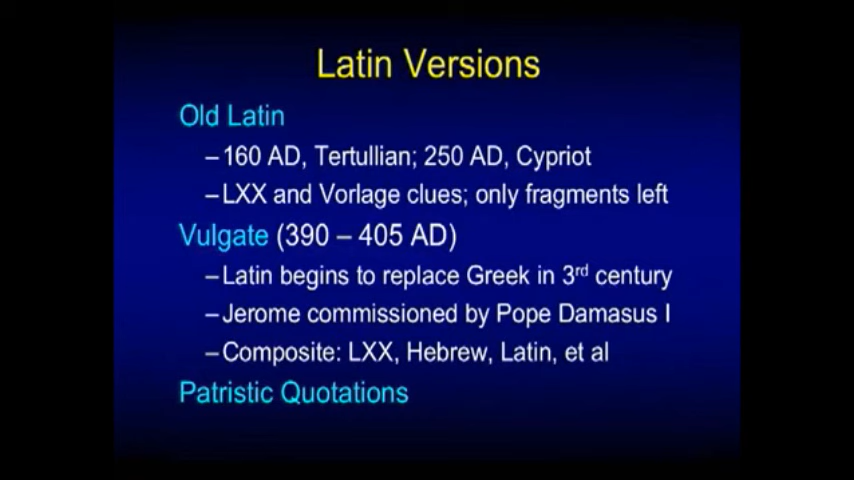 Latin Versions
Old Latin
– 160 AD, Tertullian; 250 AD, Cypriot
– LXX and Vorlage clues; only fragments left
Vulgate (390 – 405 AD)
– Latin begins to replace Greek in 3rd century
– Jerome commissioned by Pope Damasus I
– Composite: LXX, Hebrew, Latin, et al
Patristic Quotations